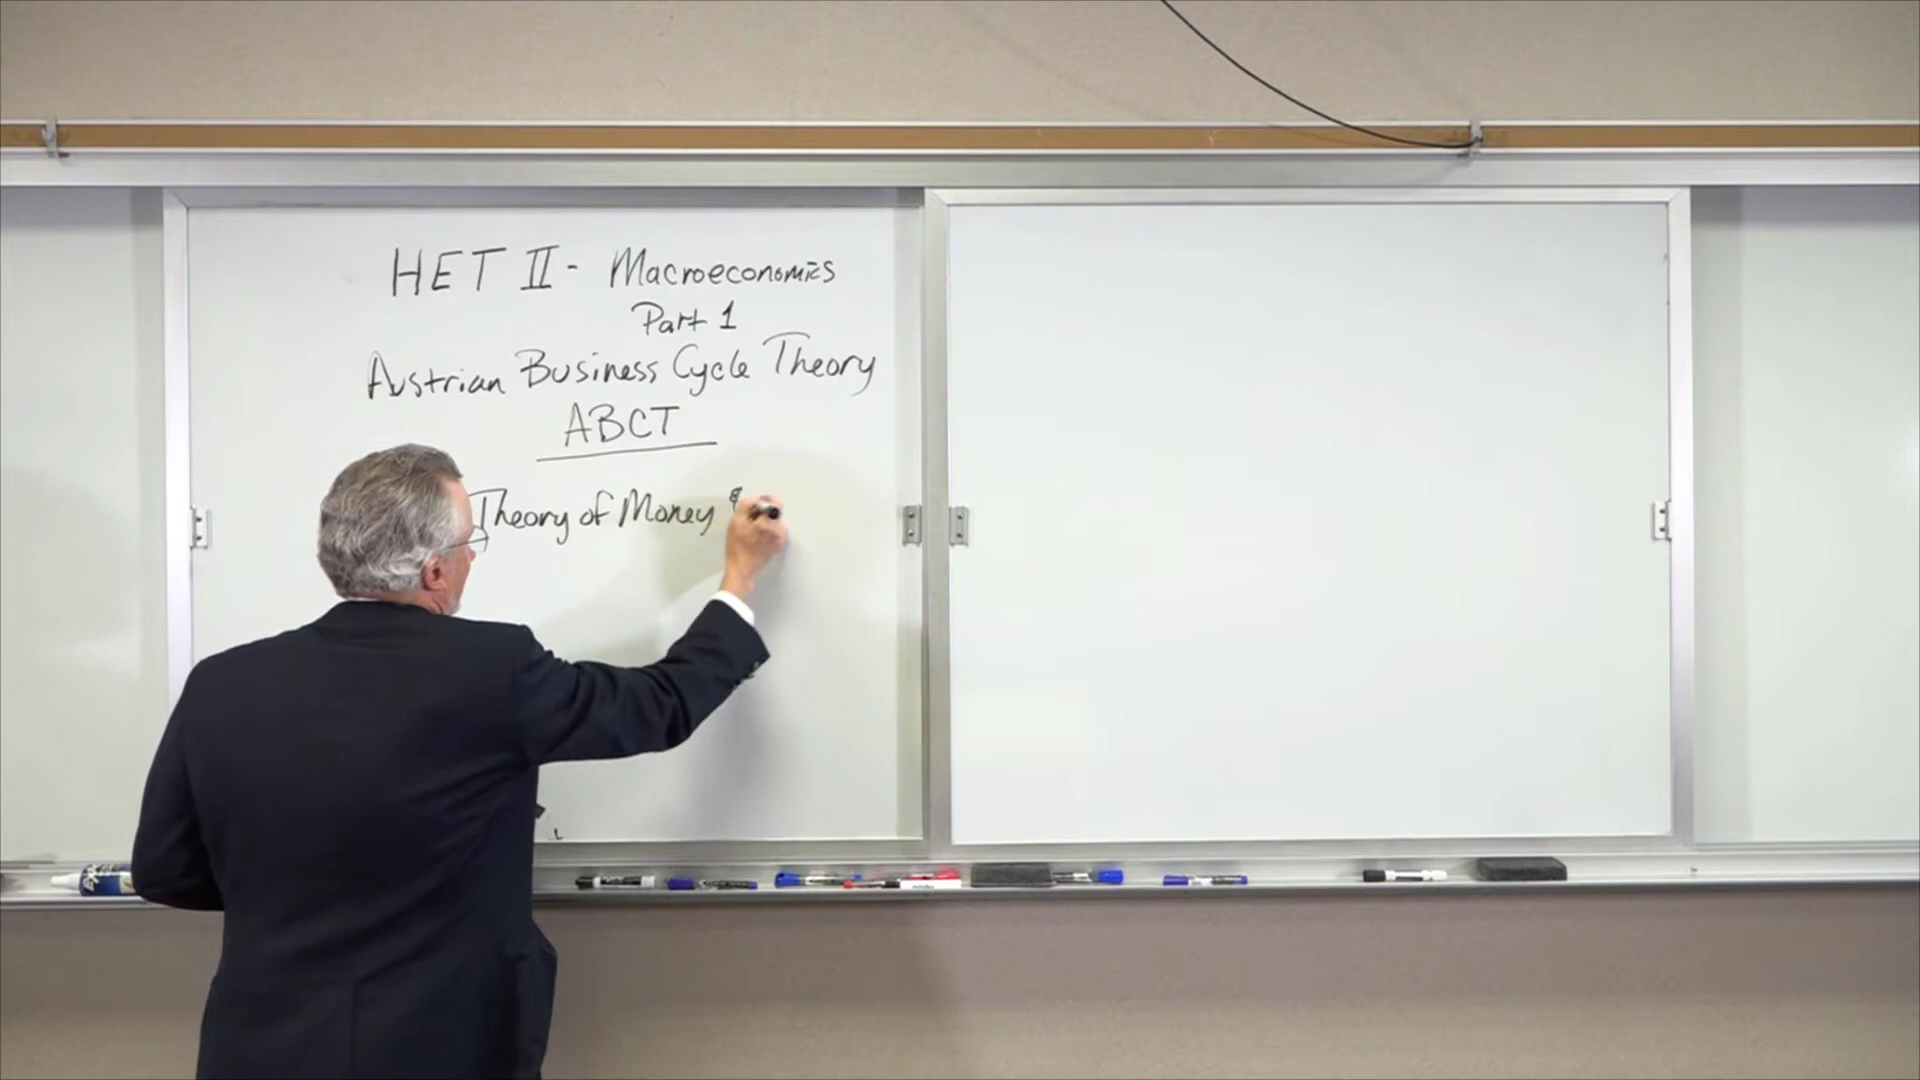 HET II - Macroeconomics
Part 1
Austrian Business Cycle Theory
ABCT
Theory of Money &